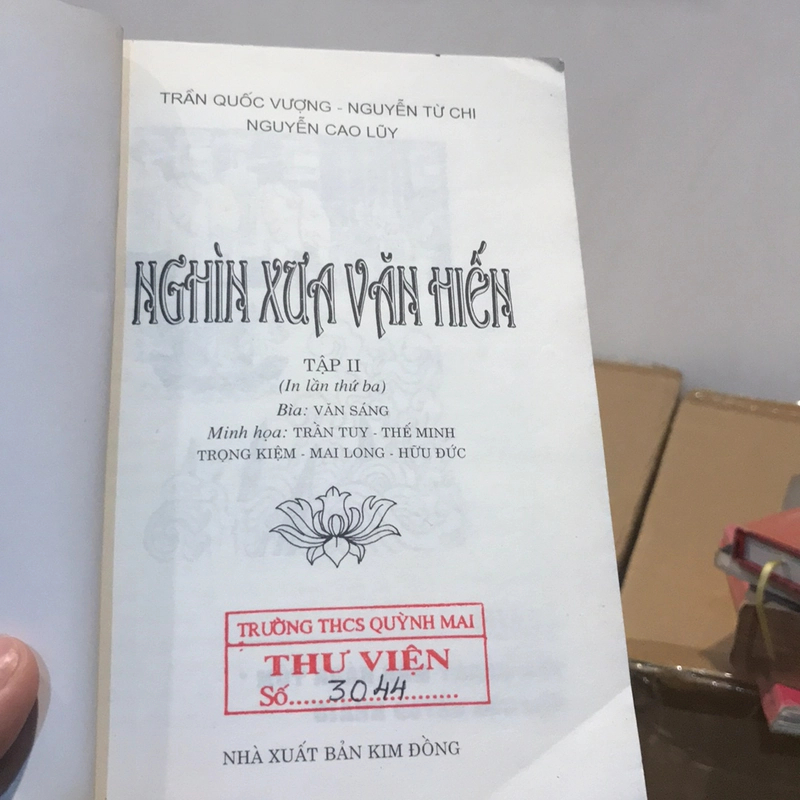 TRẦN QUỐC VƯỢNG - NGUYỄN TỪ CHI
NGUYỄN CAO LŨY
NGHÌN XƯA VĂN HIẾN
TẬP II
(In lần thứ ba)
Bìa: VĂN SÁNG
Minh họa: TRẦN TUY - THẾ MINH
TRỌNG KIỆM - MAI LONG - HỮU ĐỨC
TRƯỜNG THCS QUỲNH MAI
THƯ VIỆN
Số......3044......
NHÀ XUẤT BẢN KIM ĐỒNG